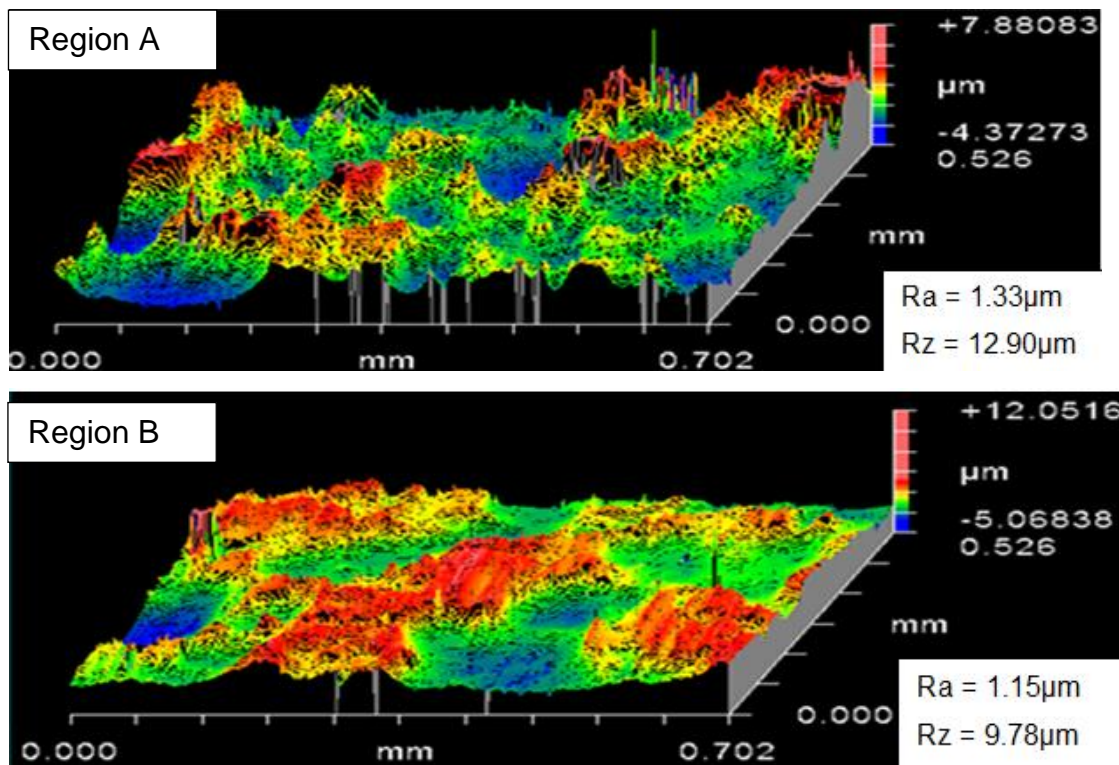 Region A
+7.88083
µm
-4.37273
0.526
mm
0.000
0.000
mm
0.702
Ra = 1.33µm
Rz = 12.90µm
Region B
+12.0516
µm
-5.06838
0.526
mm
0.000
0.000
mm
0.702
Ra = 1.15µm
Rz = 9.78µm